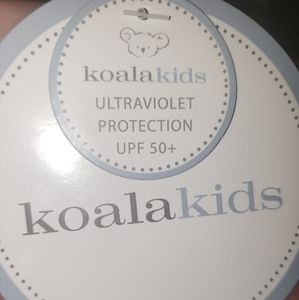 koalakids
ULTRAVIOLET
PROTECTION
UPF 50+
koalakids